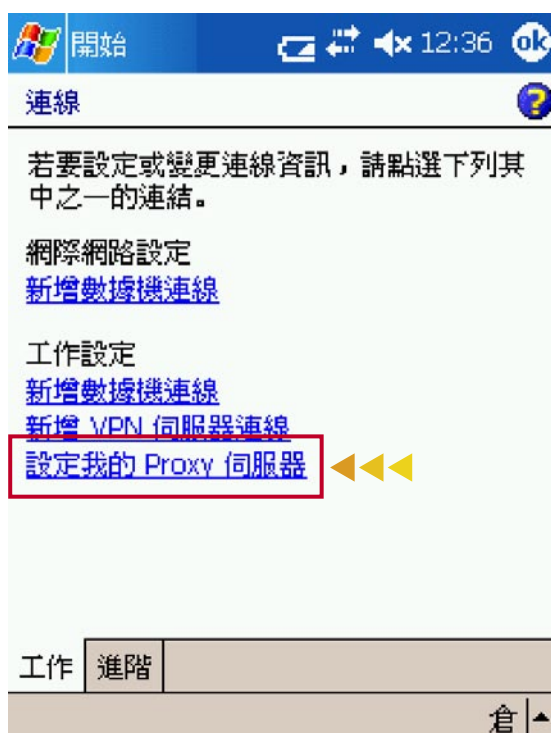 開始 12:36 ok
連線 ?
若要設定或變更連線資訊，請點選下列其
中之一的連結。
網際網路設定
新增數據機連線
工作設定
新增數據機連線
新增 VPN 伺服器連線
設定我的 Proxy 伺服器
工作 進階
倉